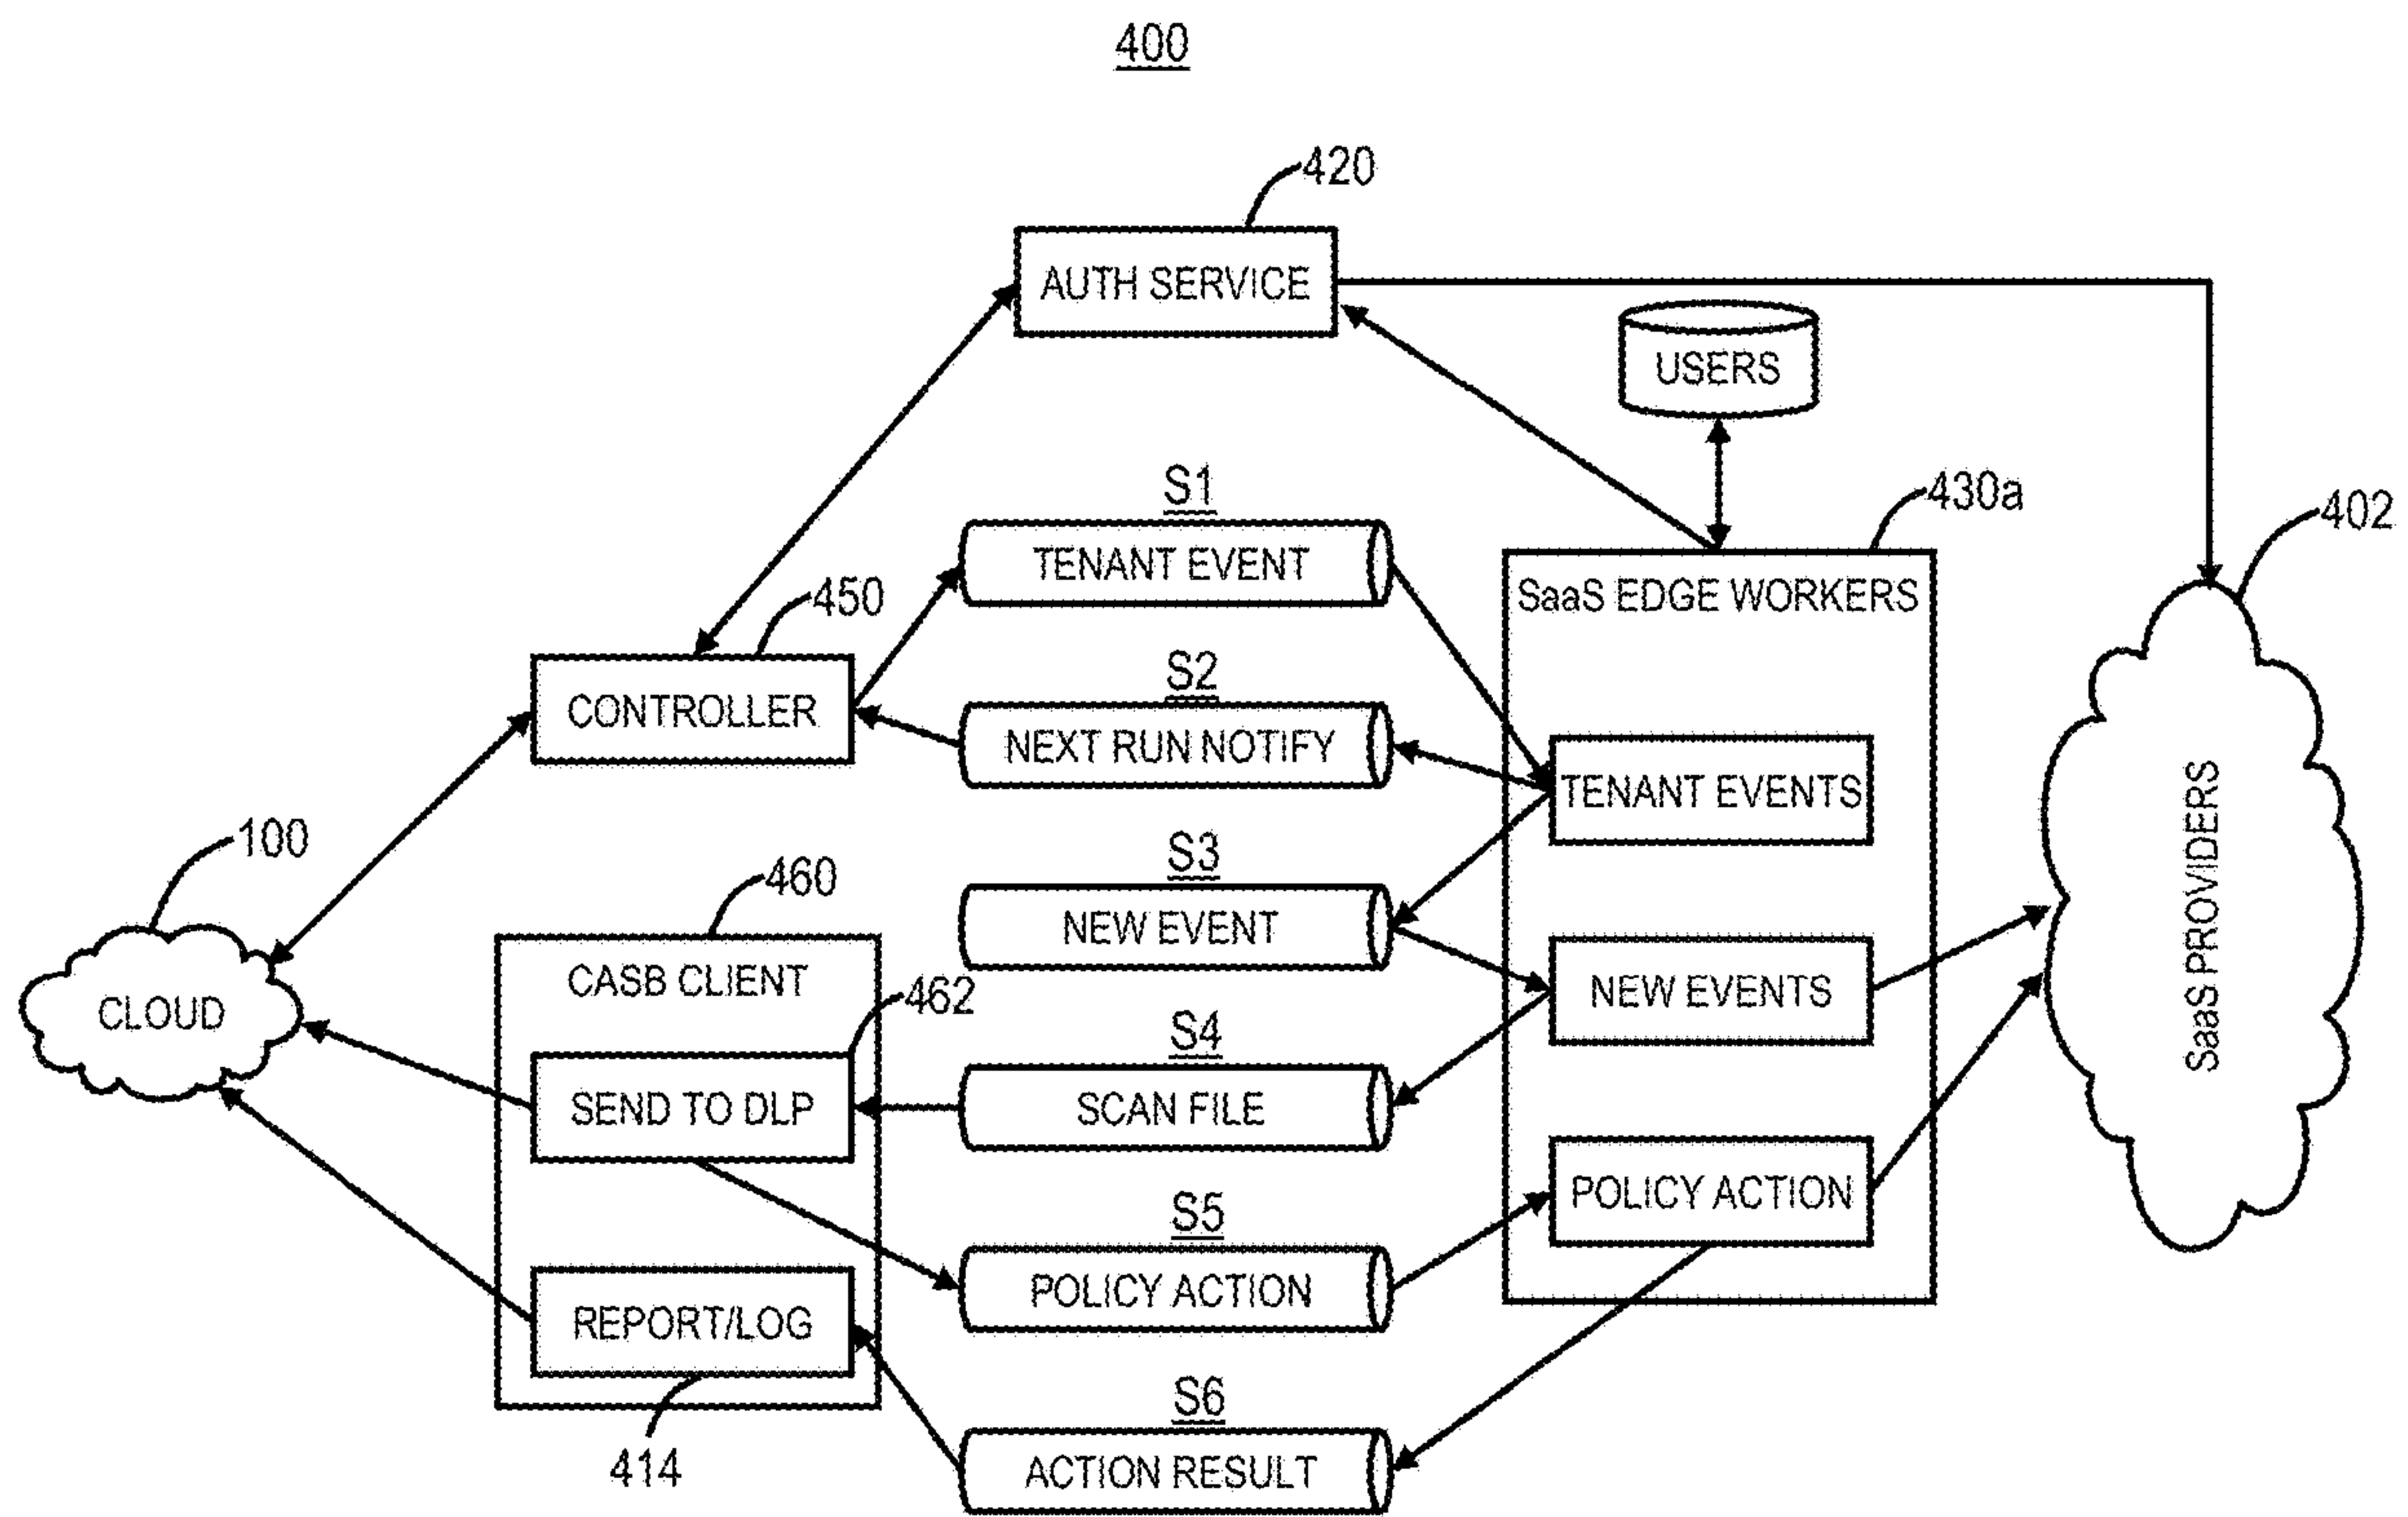 400
420
AUTH SERVICE
USERS
S1
430a
402
TENANT EVENT
450
SaaS EDGE WORKERS
S2
CONTROLLER
NEXT RUN NOTIFY
TENANT EVENTS
100
S3
460
NEW EVENT
SaaS PROVIDERS
CASB CLIENT
462
NEW EVENTS
CLOUD
S4
SEND TO DLP
SCAN FILE
S5
POLICY ACTION
POLICY ACTION
REPORT/LOG
S6
414
ACTION RESULT